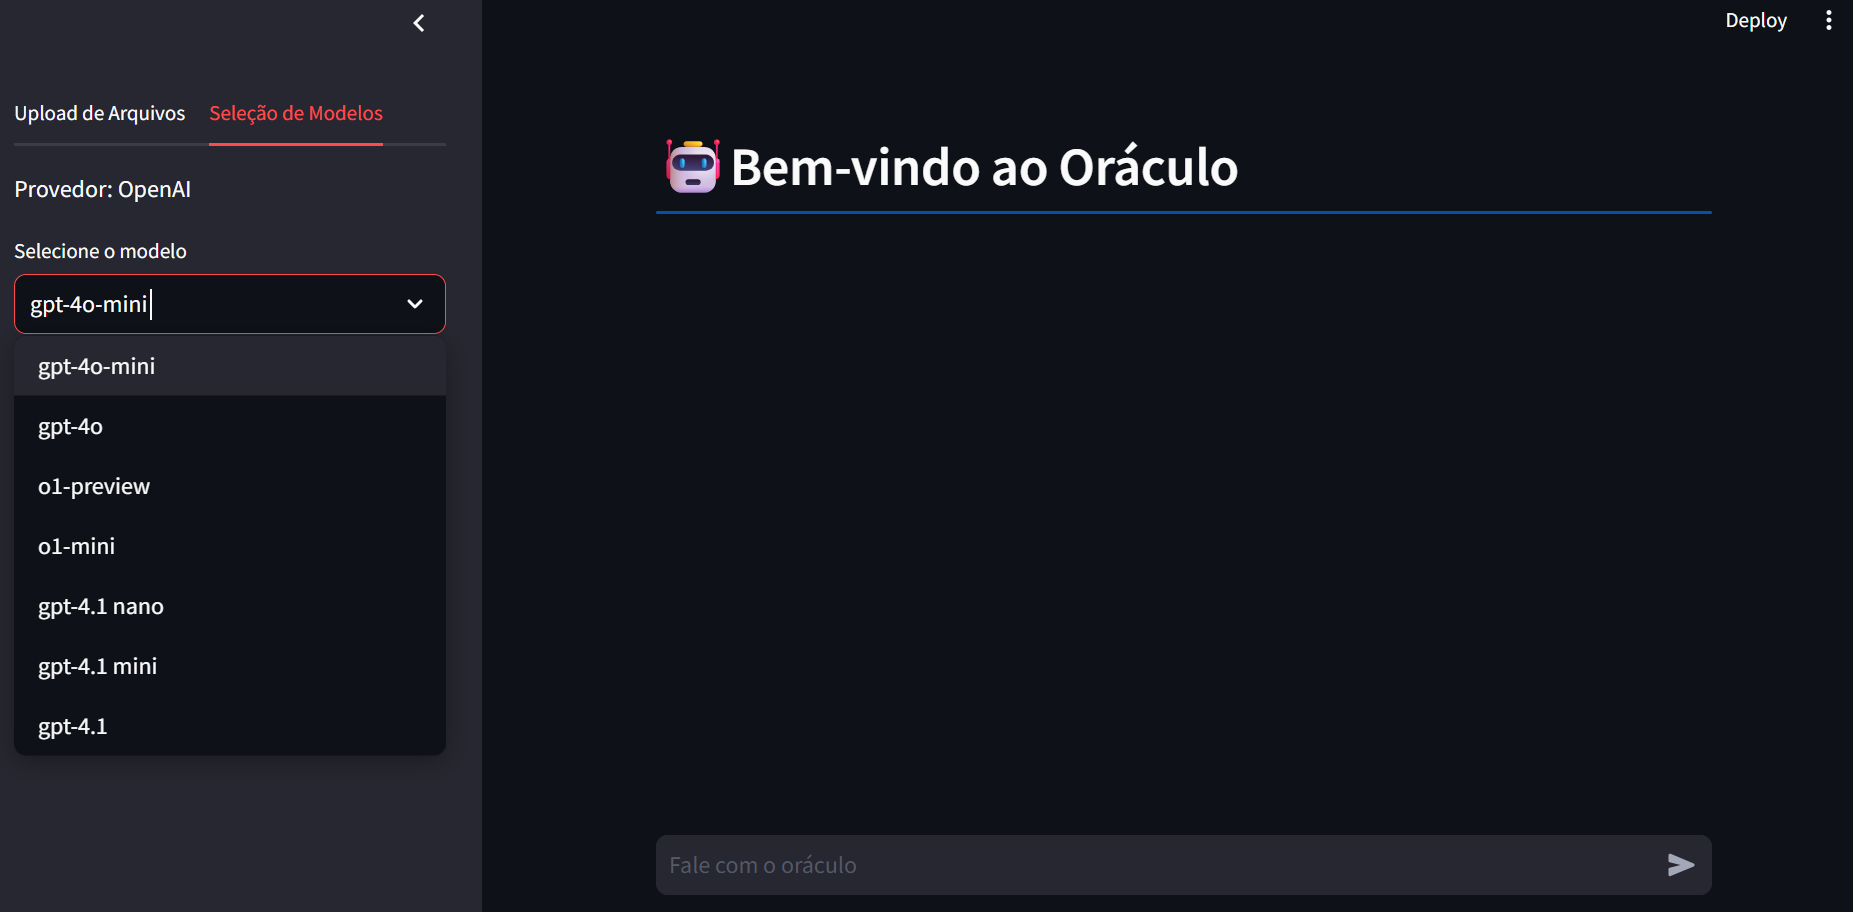 Deploy
Upload de Arquivos
Seleção de Modelos
Provedor: OpenAI
Selecione o modelo
gpt-4o-mini
gpt-4o-mini
gpt-4o
o1-preview
o1-mini
gpt-4.1 nano
gpt-4.1 mini
gpt-4.1
Bem-vindo ao Oráculo
Fale com o oráculo